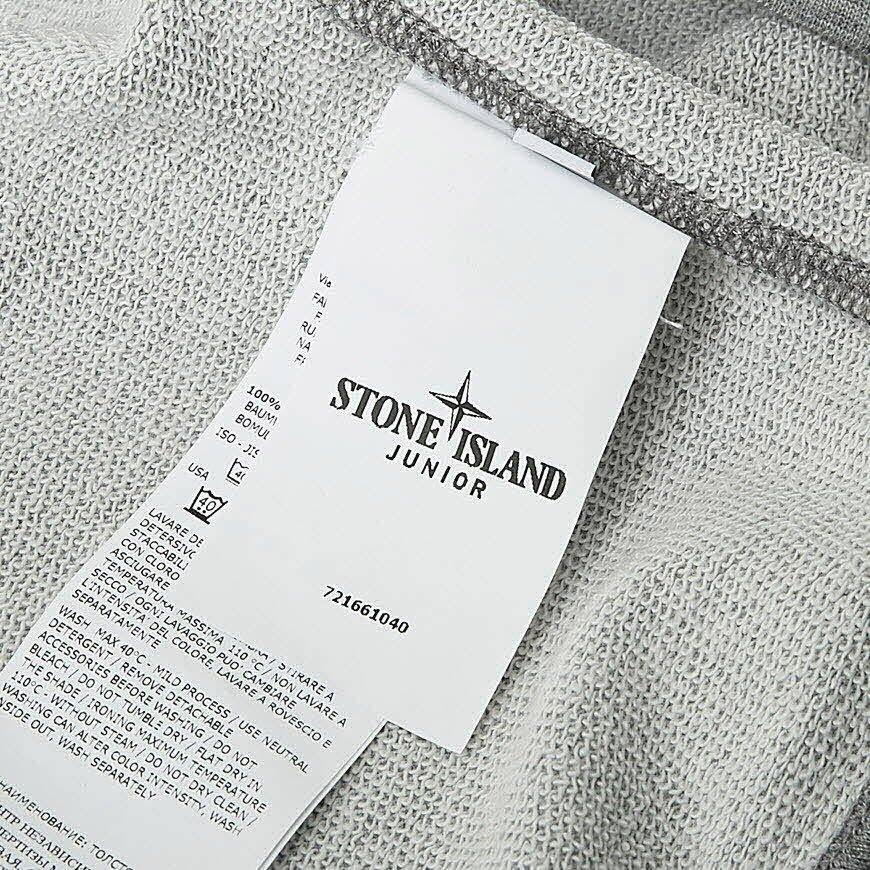 STONE ISLAND
JUNIOR
721661040
100%
BAUM
BOMUL
ISO - JIS
USA
40
LAVARE DE
DETERSIVO
STACCABILI
CON CLORO
ASCIUGARE
TEMPERATURA MASSIMA
110°C / NON LAVARE A
SECCO / OGNI LAVAGGIO PUÒ CAMBIARE
L'INTENSITÀ DEL COLORE LAVARE A ROVESCIO E
SEPARATAMENTE
WASH MAX 40°C - MILD PROCESS / USE NEUTRAL
DETERGENT / REMOVE DETACHABLE
ACCESSORIES BEFORE WASHING / DO NOT
BLEACH / DO NOT TUMBLE DRY / FLAT DRY IN
THE SHADE / IRONING MAXIMUM TEMPERATURE
110°C - WITHOUT STEAM / DO NOT DRY CLEAN /
WASHING CAN ALTER COLOR INTENSITY, WASH
INSIDE OUT, WASH SEPARATELY
НАИМЕНОВАНИЕ: ТОЛСТО